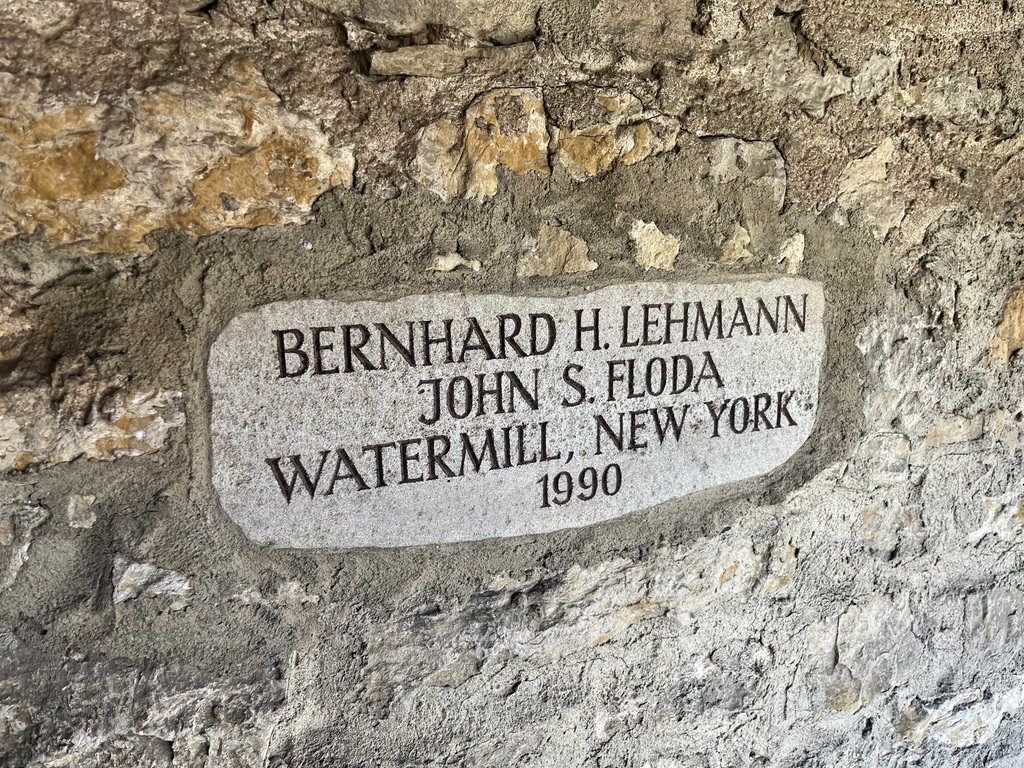 BERNHARD H. LEHMANN
JOHN S. FLODA
WATERMILL, NEW YORK
1990